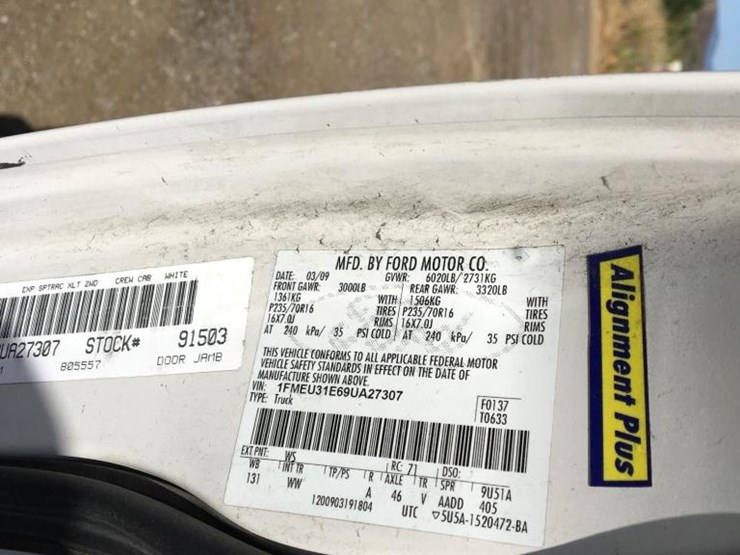 EXP SPTRAC XLT 2WD CREW CAB WHITE
UA27307 STOCK# 91503
805557 DOOR JAMB
MFD. BY FORD MOTOR CO.
DATE: 03/09 GVWR: 6020LB/2731KG
FRONT GAWR: 3000LB REAR GAWR: 3320LB
1361KG WITH 1506KG WITH
P235/70R16 TIRES P235/70R16 TIRES
16X7.0J RIMS 16X7.0J RIMS
AT 240 kPa/ 35 PSI COLD AT 240 kPa/ 35 PSI COLD
THIS VEHICLE CONFORMS TO ALL APPLICABLE FEDERAL MOTOR
VEHICLE SAFETY STANDARDS IN EFFECT ON THE DATE OF
MANUFACTURE SHOWN ABOVE.
VIN: 1FMEU31E69UA27307
TYPE: Truck
F0137
T0633
EXT PNT: WS RC: 71 DSO:
WB INT TR TP/PS R AXLE TR SPR 9U51A
131 WW A 46 V AADD 405
1200903191804 UTC ▽5U5A-1520472-BA
Alignment Plus